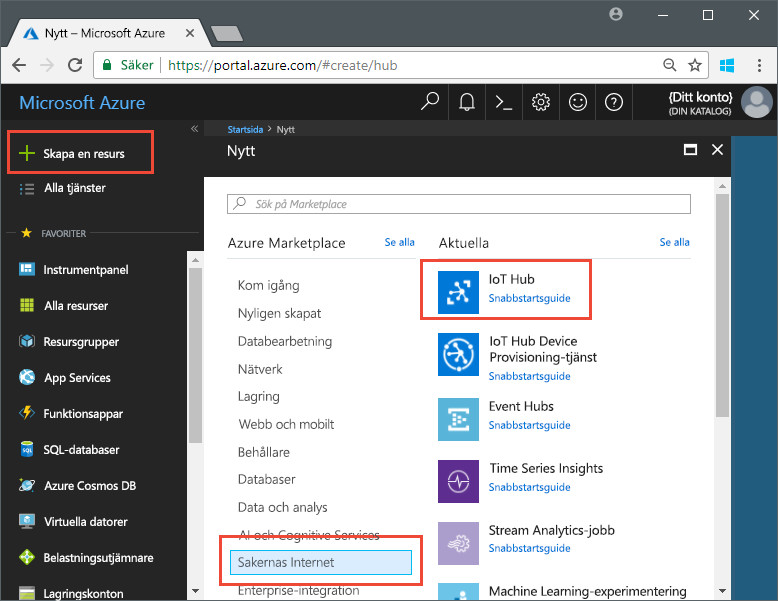 Nytt – Microsoft Azure
Säker
https://portal.azure.com/#create/hub
Microsoft Azure
{Ditt konto}
(DIN KATALOG)
Startsida > Nytt
Nytt
Skapa en resurs
Alla tjänster
FAVORITER
Instrumentpanel
Alla resurser
Resursgrupper
App Services
Funktionsappar
SQL-databaser
Azure Cosmos DB
Virtuella datorer
Belastningsutjämnare
Lagringskonton
Sök på Marketplace
Azure Marketplace
Se alla
Kom igång
Nyligen skapat
Databearbetning
Nätverk
Lagring
Webb och mobilt
Behållare
Databaser
Data och analys
AI och Cognitive Services
Sakernas Internet
Enterprise-integration
Aktuella
Se alla
IoT Hub
Snabbstartsguide
IoT Hub Device
Provisioning-tjänst
Snabbstartsguide
Event Hubs
Snabbstartsguide
Time Series Insights
Snabbstartsguide
Stream Analytics-jobb
Snabbstartsguide
Machine Learning-experimentering